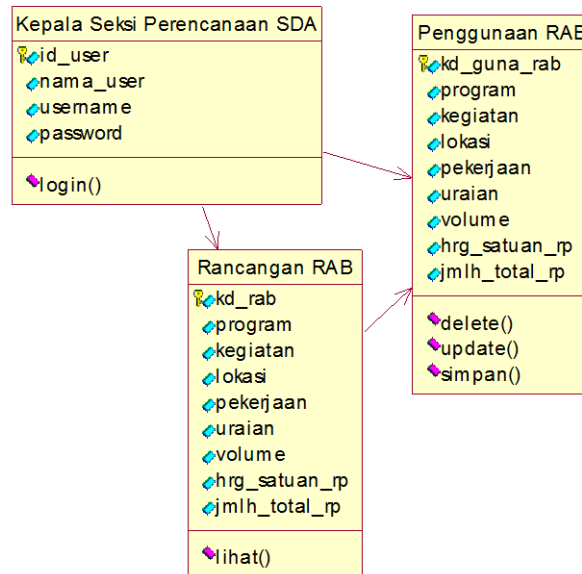 Kepala Seksi Perencanaan SDA
id_user
nama_user
username
password
login()
Penggunaan RAB
kd_guna_rab
program
kegiatan
lokasi
pekerjaan
uraian
volume
hrg_satuan_rp
jmlh_total_rp
delete()
update()
simpan()
Rancangan RAB
kd_rab
program
kegiatan
lokasi
pekerjaan
uraian
volume
hrg_satuan_rp
jmlh_total_rp
lihat()